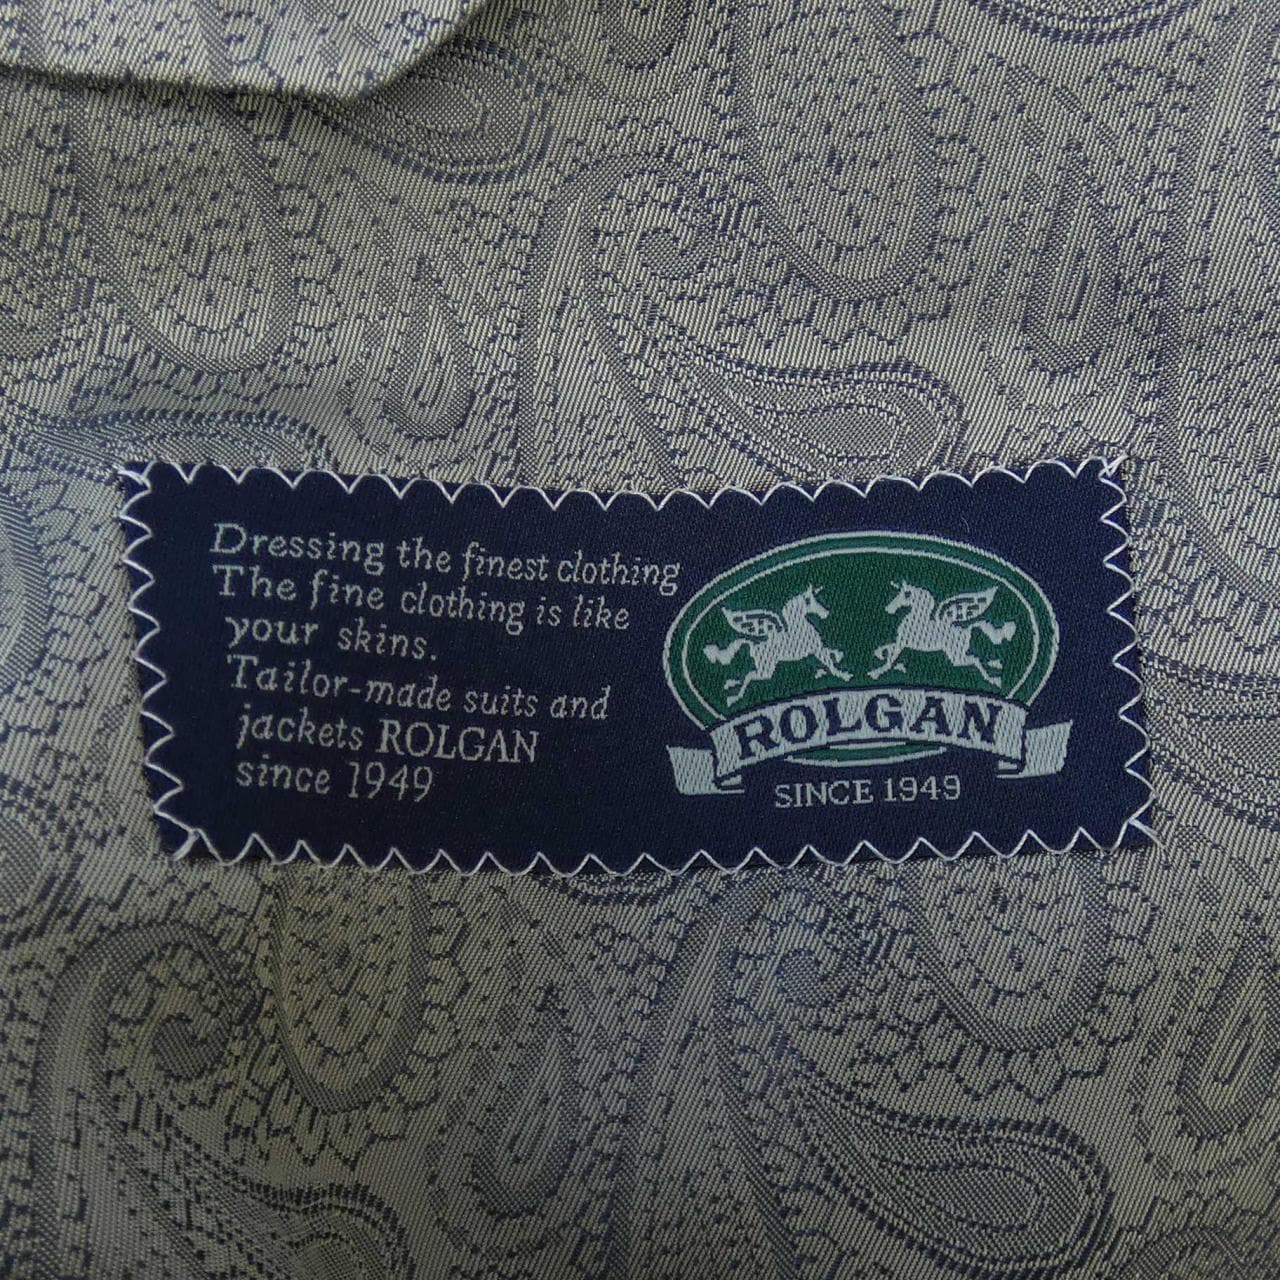 Dressing the finest clothing
The fine clothing is like
your skins.
Tailor-made suits and
jackets ROLGAN
since 1949
ROLGAN
SINCE 1949